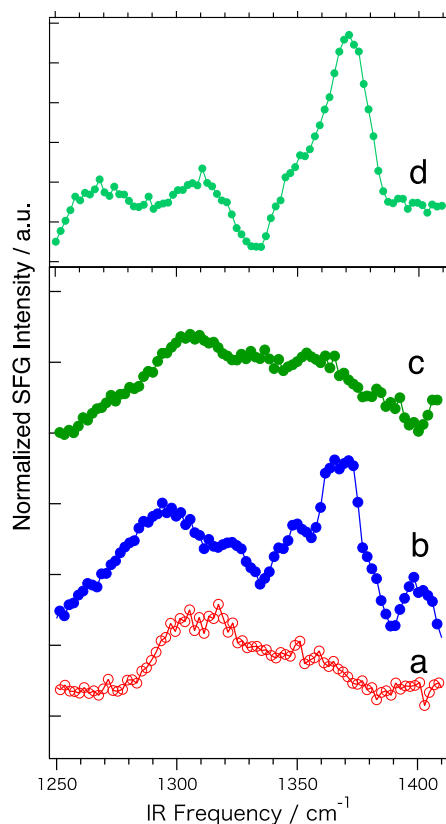 d
c
b
a
Normalized SFG Intensity / a.u.
1250 1300 1350 1400
IR Frequency / cm⁻¹